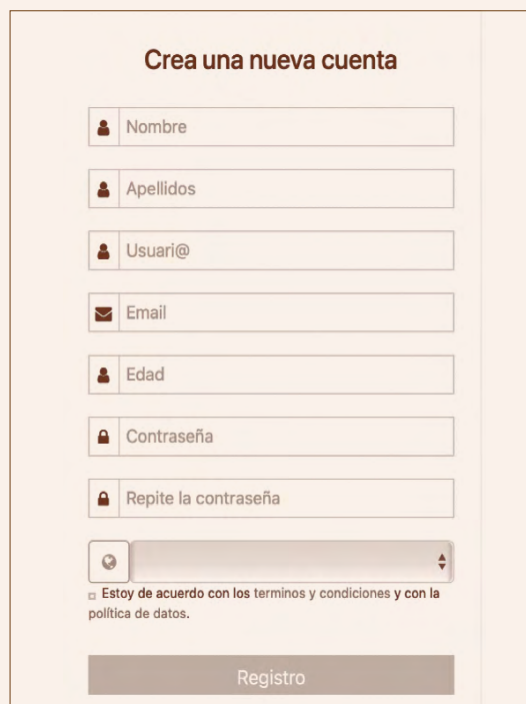 Crea una nueva cuenta
Nombre
Apellidos
Usuari@
Email
Edad
Contraseña
Repite la contraseña
Estoy de acuerdo con los terminos y condiciones y con la
política de datos.
Registro